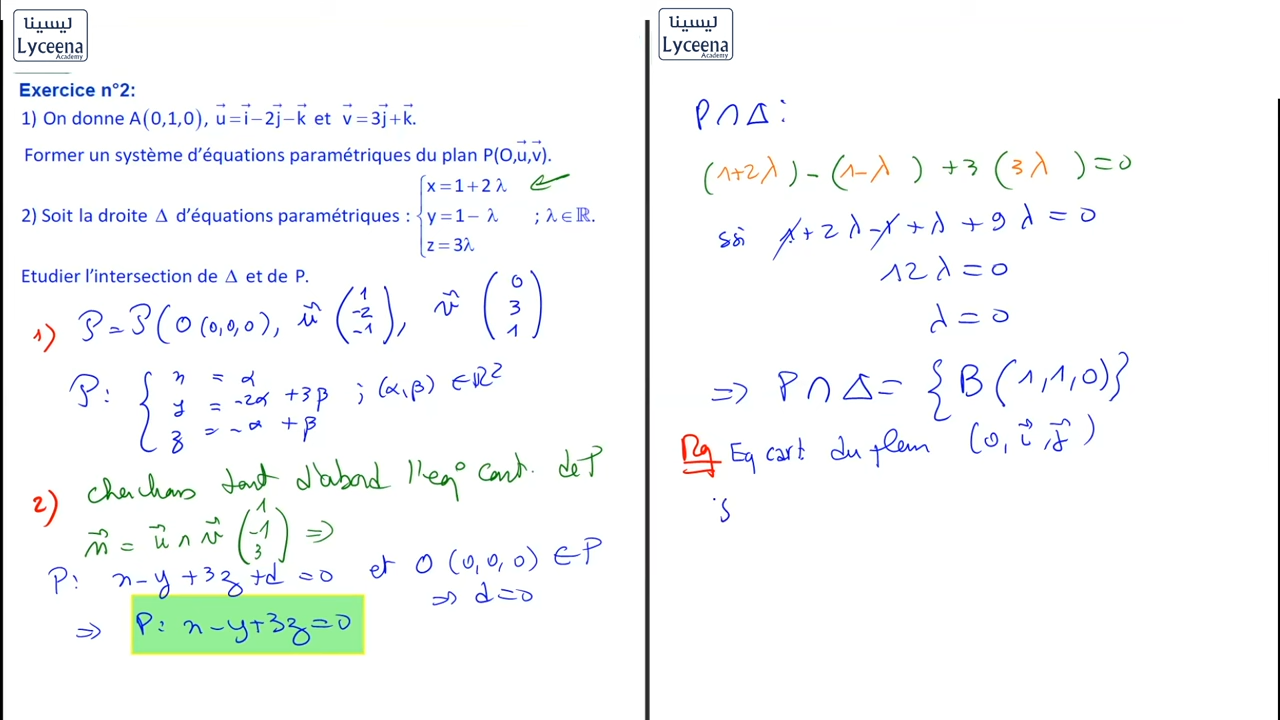 ليسينا
Lyceena
Academy
Exercice n°2:
1) On donne A(0,1,0), u⃗ = i⃗ − 2j⃗ − k⃗ et v⃗ = 3j⃗ + k⃗.
Former un système d'équations paramétriques du plan P(O,u⃗,v⃗).
x = 1 + 2 λ
2) Soit la droite Δ d'équations paramétriques : { y = 1 − λ ; λ ∈ ℝ.
z = 3λ
Etudier l'intersection de Δ et de P.
1) P = P(O(0,0,0), u⃗ (1 -2 -1), v⃗ (0 3 1)
P: { x = α
y = -2α + 3β ; (α,β) ∈ ℝ²
z = -α + β
2) cherchons tout d'abord l'eq° cart. de P
n⃗ = u⃗ ∧ v⃗ (1 -1 3) ⇒
P: x - y + 3z + d = 0 et O(0,0,0) ∈ P
⇒ d = 0
⇒ P: x - y + 3z = 0
ليسينا
Lyceena
Academy
P ∩ Δ :
(1+2λ) - (1-λ) + 3(3λ) = 0
ssi 1 + 2λ - 1 + λ + 9λ = 0
12λ = 0
λ = 0
⇒ P ∩ Δ = {B(1,1,0)}
Rq Eq cart du plan (O, i⃗, j⃗)